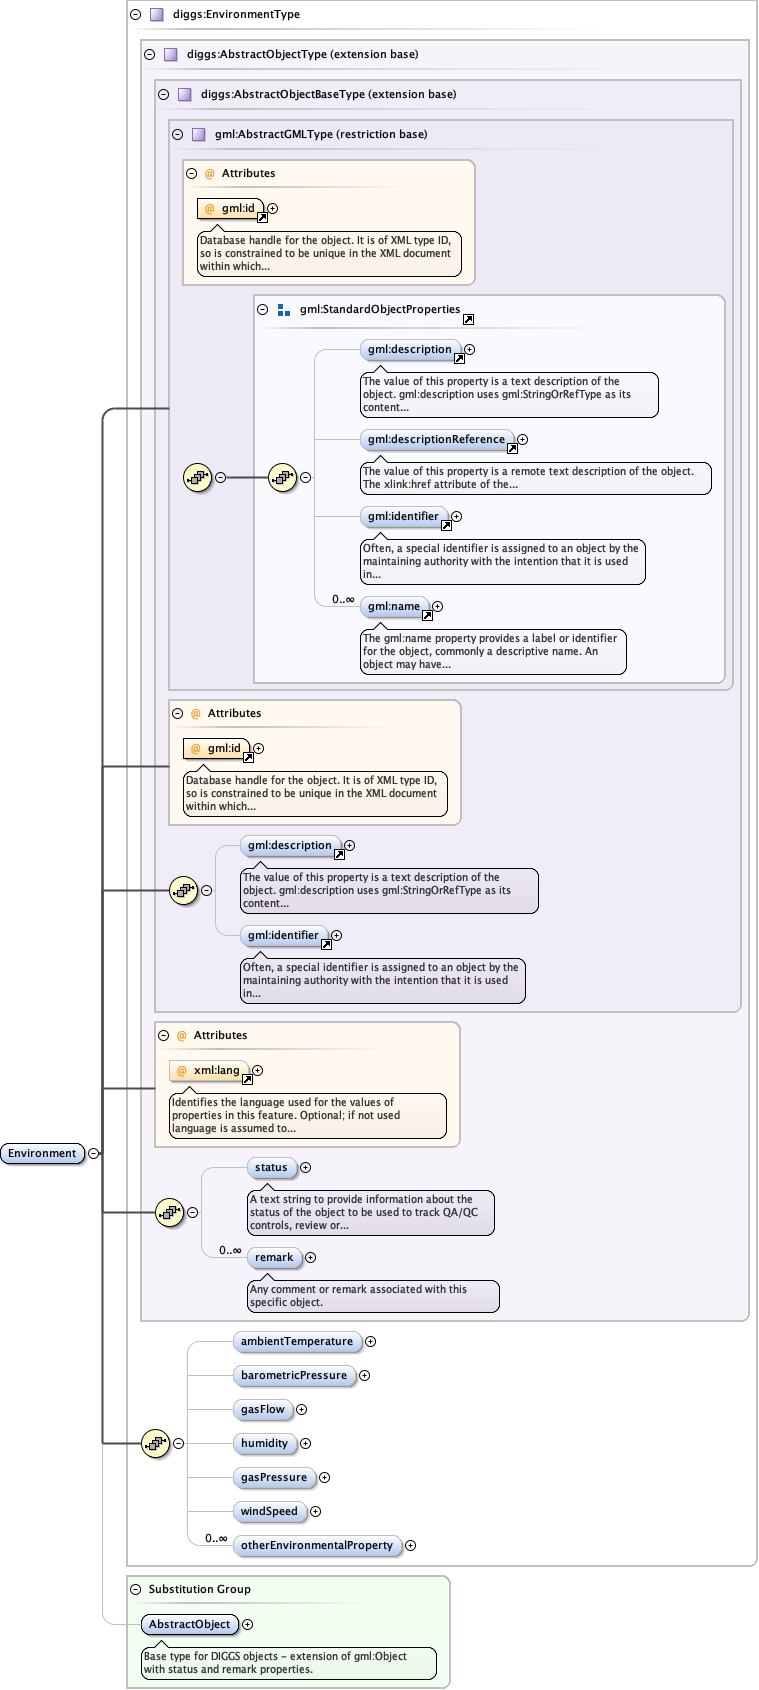 diggs:EnvironmentType
diggs:AbstractObjectType (extension base)
diggs:AbstractObjectBaseType (extension base)
gml:AbstractGMLType (restriction base)
@ Attributes
@ gml:id
Database handle for the object. It is of XML type ID,
so is constrained to be unique in the XML document
within which...
gml:StandardObjectProperties
gml:description
The value of this property is a text description of the
object. gml:description uses gml:StringOrRefType as its
content...
gml:descriptionReference
The value of this property is a remote text description of the object.
The xlink:href attribute of the...
gml:identifier
Often, a special identifier is assigned to an object by the
maintaining authority with the intention that it is used
in...
0..∞
gml:name
The gml:name property provides a label or identifier
for the object, commonly a descriptive name. An
object may have...
@ Attributes
@ gml:id
Database handle for the object. It is of XML type ID,
so is constrained to be unique in the XML document
within which...
gml:description
The value of this property is a text description of the
object. gml:description uses gml:StringOrRefType as its
content...
gml:identifier
Often, a special identifier is assigned to an object by the
maintaining authority with the intention that it is used
in...
@ Attributes
@ xml:lang
Identifies the language used for the values of
properties in this feature. Optional; if not used
language is assumed to...
Environment
status
A text string to provide information about the
status of the object to be used to track QA/QC
controls, review or...
0..∞
remark
Any comment or remark associated with this
specific object.
ambientTemperature
barometricPressure
gasFlow
humidity
gasPressure
windSpeed
0..∞
otherEnvironmentalProperty
Substitution Group
AbstractObject
Base type for DIGGS objects – extension of gml:Object
with status and remark properties.